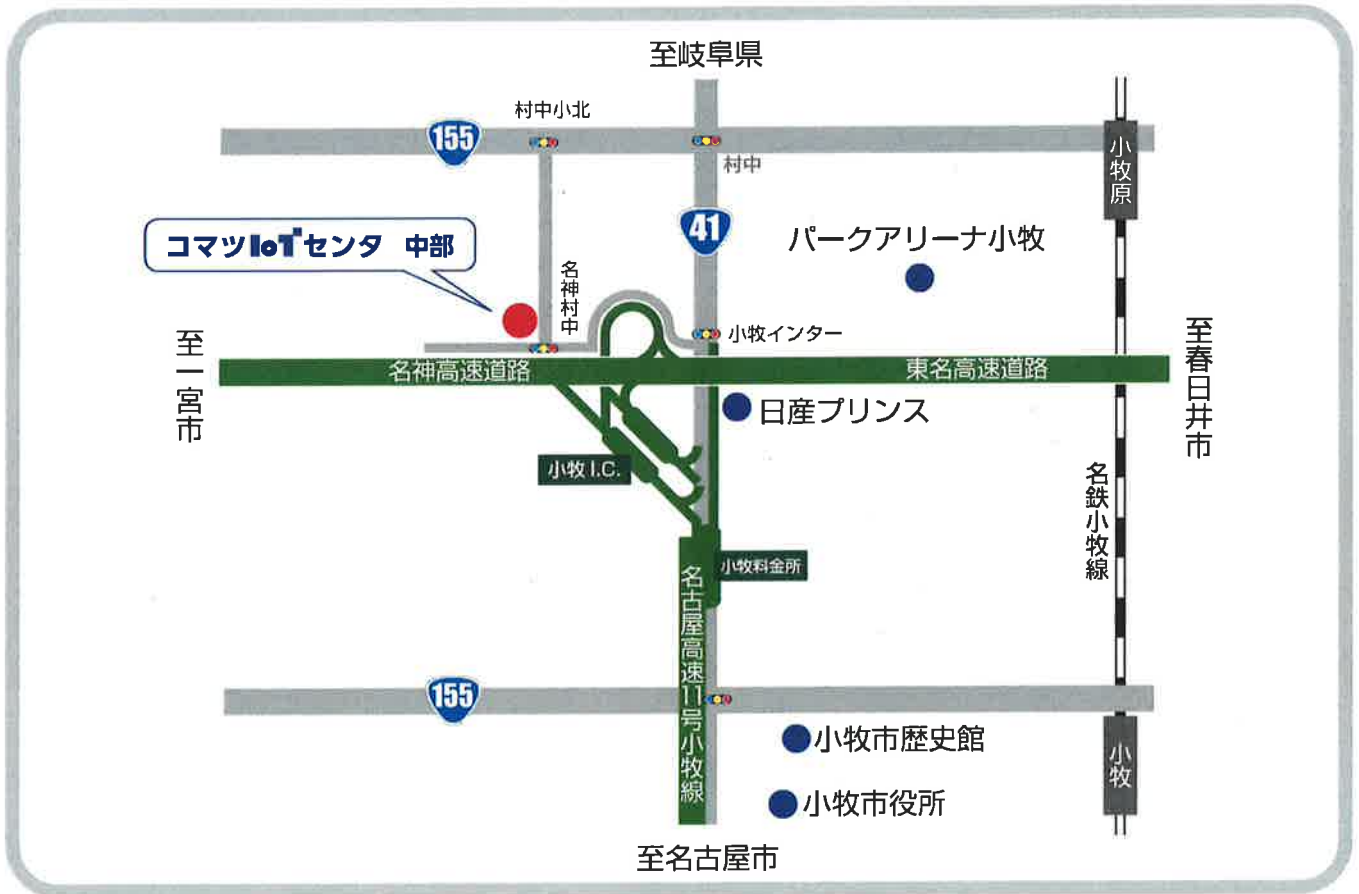 至岐阜県
村中小北
155
村中
小牧原
41
パークアリーナ小牧
コマツIoTセンタ 中部
名神村中
小牧インター
至一宮市
名神高速道路
東名高速道路
至春日井市
日産プリンス
小牧 I.C.
名鉄小牧線
小牧料金所
名古屋高速11号小牧線
155
小牧市歴史館
小牧
小牧市役所
至名古屋市